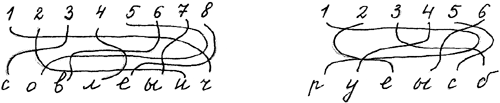 1 2 3 4 5 6 7 8 1 2 3 4 5 6
с о в л е ы й ч р у е ы с б